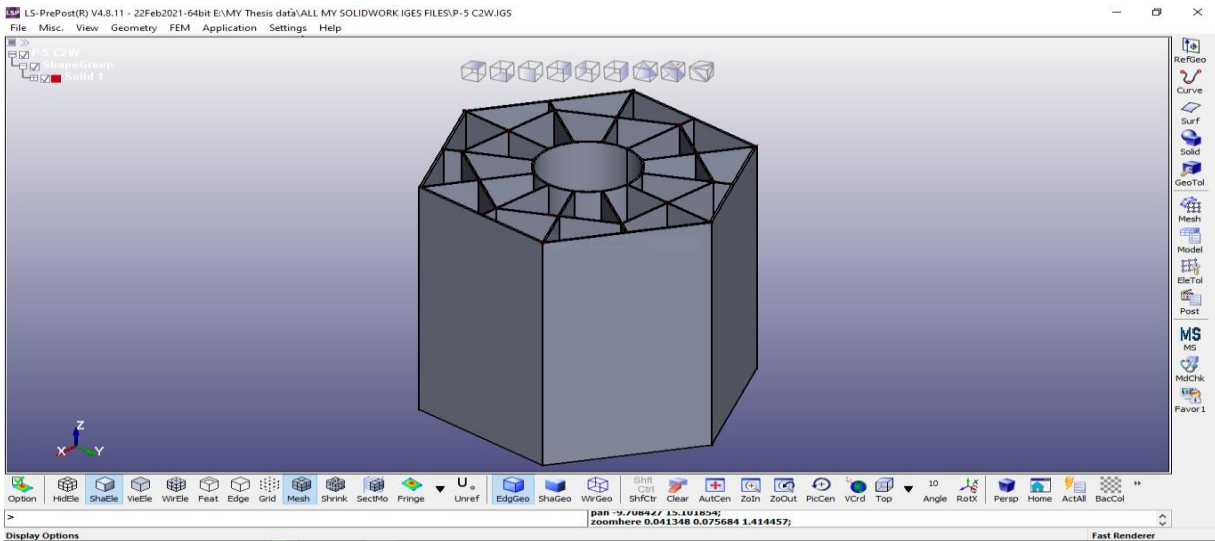 LSP LS-PrePost(R) V4.8.11 - 22Feb2021-64bit E:\MY Thesis data\ALL MY SOLIDWORK IGES FILES\P-5 C2W.IGS
File Misc. View Geometry FEM Application Settings Help
P-5 C2W
ShapeGroup
Solid 1
RefGeo
Curve
Surf
Solid
GeoTol
Mesh
Model
EleTol
Post
MS
MS
MdChk
Favor1
Z
X Y
Shft
Ctrl
10
Option HidEle ShaEle VieEle WirEle Feat Edge Grid Mesh Shrink SectMo Fringe Unref EdgGeo ShaGeo WirGeo ShfCtr Clear AutCen ZoIn ZoOut PicCen VCrd Top Angle RotX Persp Home ActAll BacCol
>
pan -9.708427 15.101854;
zoomhere 0.041348 0.075684 1.414457;
Display Options Fast Renderer